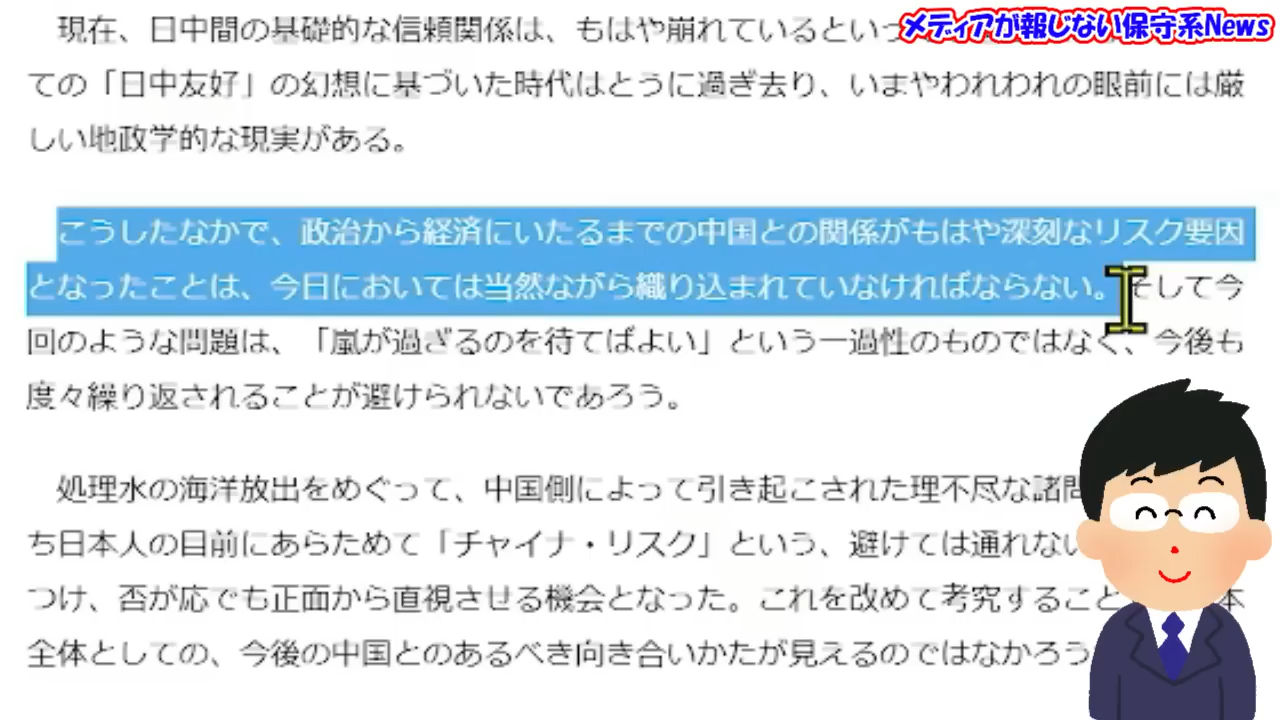 メディアが報じない保守系News
現在、日中間の基礎的な信頼関係は、もはや崩れているという
ての「日中友好」の幻想に基づいた時代はとうに過ぎ去り、いまやわれわれの眼前には厳
しい地政学的な現実がある。
こうしたなかで、政治から経済にいたるまでの中国との関係がもはや深刻なリスク要因
となったことは、今日においては当然ながら織り込まれていなければならない。そして今
回のような問題は、「嵐が過ぎるのを待てばよい」という一過性のものではなく、今後も
度々繰り返されることが避けられないであろう。
処理水の海洋放出をめぐって、中国側によって引き起こされた理不尽な諸問
ち日本人の目前にあらためて「チャイナ・リスク」という、避けては通れない
つけ、否が応でも正面から直視させる機会となった。これを改めて考究すること 本
全体としての、今後の中国とのあるべき向き合いかたが見えるのではなかろう